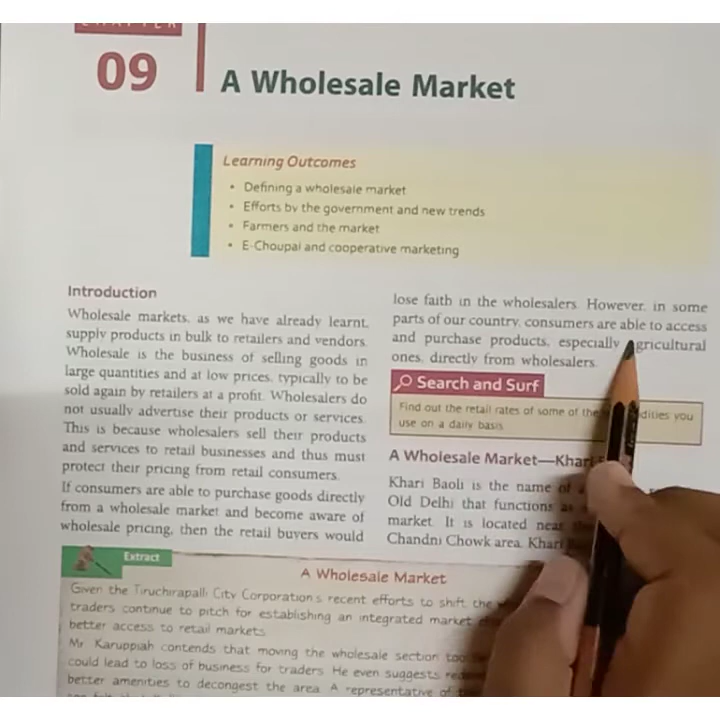 CHAPTER
09
A Wholesale Market
Learning Outcomes
• Defining a wholesale market
• Efforts by the government and new trends
• Farmers and the market
• E-Choupal and cooperative marketing
Introduction
Wholesale markets, as we have already learnt,
supply products in bulk to retailers and vendors.
Wholesale is the business of selling goods in
large quantities and at low prices, typically to be
sold again by retailers at a profit. Wholesalers do
not usually advertise their products or services.
This is because wholesalers sell their products
and services to retail businesses and thus must
protect their pricing from retail consumers.
If consumers are able to purchase goods directly
from a wholesale market and become aware of
wholesale pricing, then the retail buyers would
lose faith in the wholesalers. However, in some
parts of our country, consumers are able to access
and purchase products, especially agricultural
ones, directly from wholesalers.
Search and Surf
Find out the retail rates of some of the
use on a daily basis.
you
A Wholesale Market—Khari
Khari Baoli is the name of
Old Delhi that functions as
market. It is located near
Chandni Chowk area. Khari
Extract
A Wholesale Market
Given the Tiruchirapalli City Corporation's recent efforts to shift the
traders continue to pitch for establishing an integrated market
better access to retail markets.
Mr Karuppiah contends that moving the wholesale section too
could lead to loss of business for traders. He even suggests
better amenities to decongest the area. A representative of